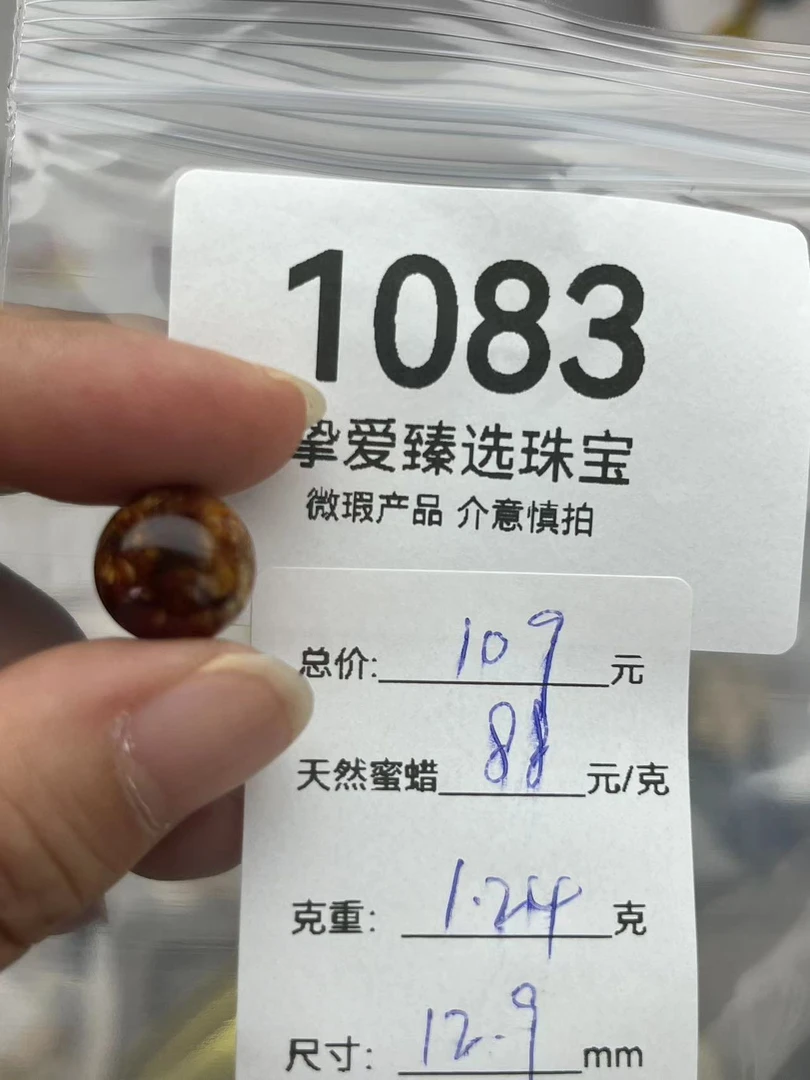 1083
挚爱臻选珠宝
微瑕产品 介意慎拍
总价: 109 元
天然蜜蜡 88 元/克
克重: 1.24 克
尺寸: 12.9 mm